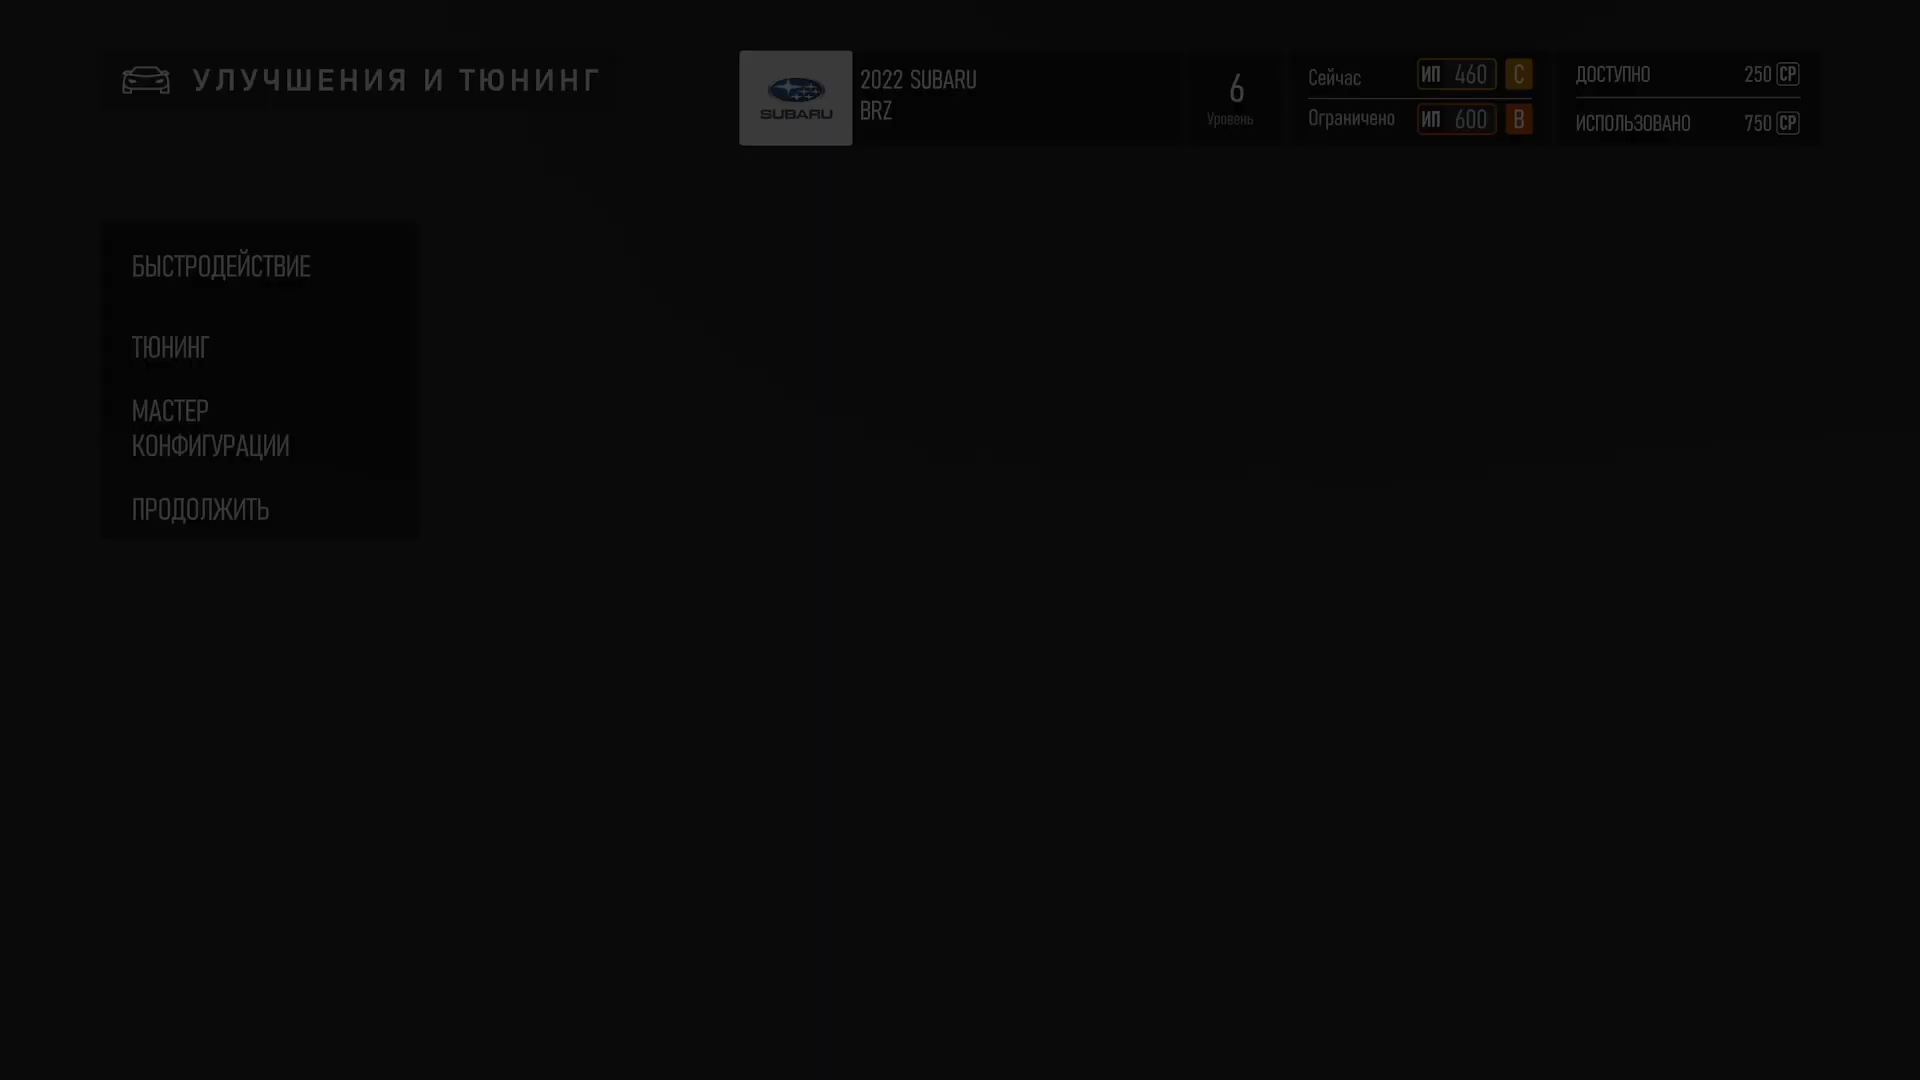 УЛУЧШЕНИЯ И ТЮНИНГ
SUBARU
2022 SUBARU
BRZ
6
Уровень
Сейчас ИП 460 C
Ограничено ИП 600 B
ДОСТУПНО 250 CP
ИСПОЛЬЗОВАНО 750 CP
БЫСТРОДЕЙСТВИЕ
ТЮНИНГ
МАСТЕР
КОНФИГУРАЦИИ
ПРОДОЛЖИТЬ